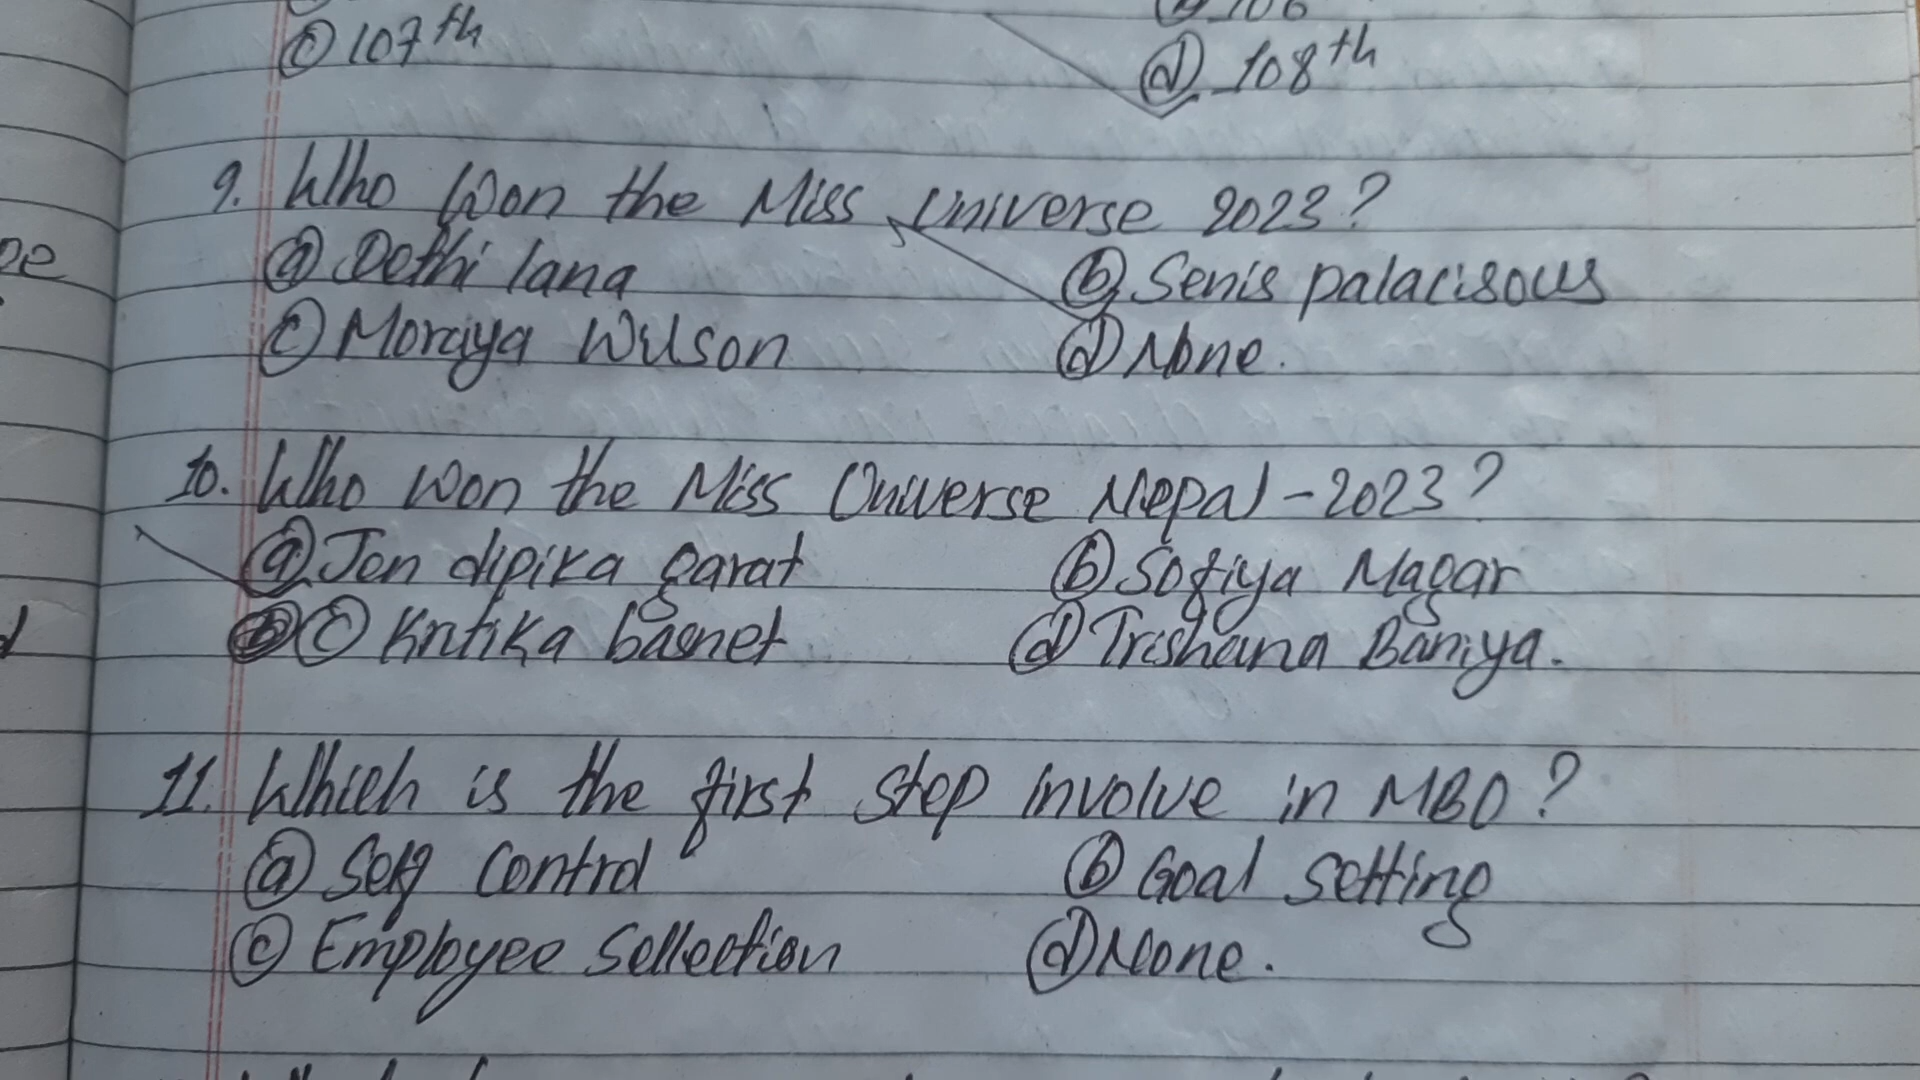 (c) 107th (d) 108th
9. Who Won the Miss Universe 2023?
(a) Dethi lana (b) Senis palacisous
(c) Moraya Wilson (d) None.
10. Who won the Miss Universe Nepal-2023?
(a) Jen dipika garat (b) Sofiya Magar
(c) Kritika basnet (d) Trishana Baniya.
11. Which is the first step involve in MBO?
(a) Self Control (b) Goal Setting
(c) Employee Sellection (d) None.